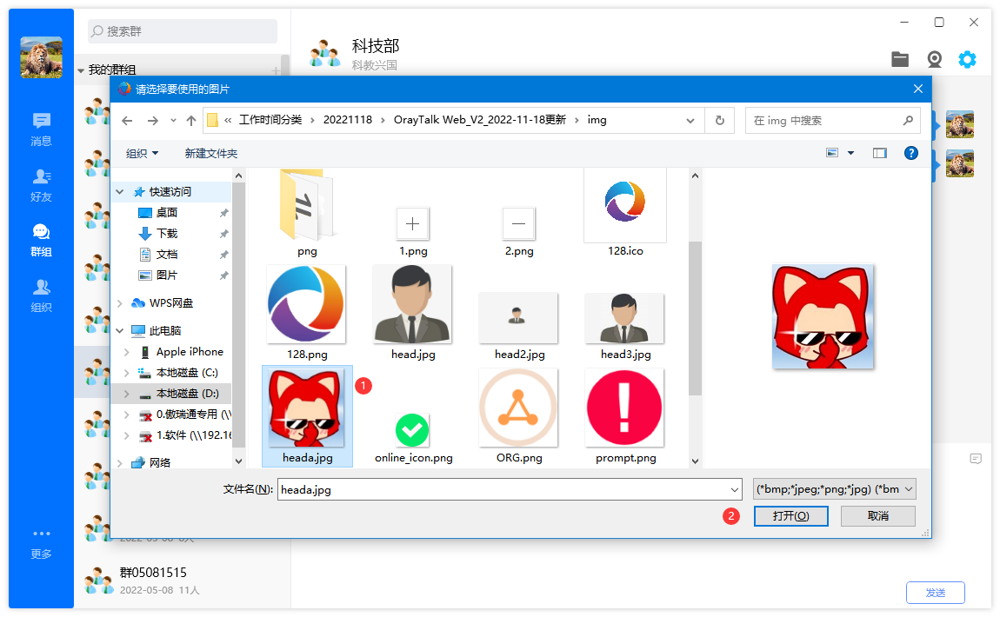 搜索群
我的群组
科技部
科教兴国
消息
好友
群组
组织
更多
请选择要使用的图片
« 工作时间分类 › 20221118 › OrayTalk Web_V2_2022-11-18更新 › img
在 img 中搜索
组织
新建文件夹
快速访问
桌面
下载
文档
图片
WPS网盘
此电脑
Apple iPhone
本地磁盘 (C:)
本地磁盘 (D:)
0.傲瑞通专用 (\\
1.软件 (\\192.16
网络
png
1.png
2.png
128.ico
128.png
head.jpg
head2.jpg
head3.jpg
1
heada.jpg
online_icon.png
ORG.png
prompt.png
文件名(N):
heada.jpg
(*bmp;*jpeg;*png;*jpg) (*bm
2
打开(O)
取消
群05081515
2022-05-08 11人
发送